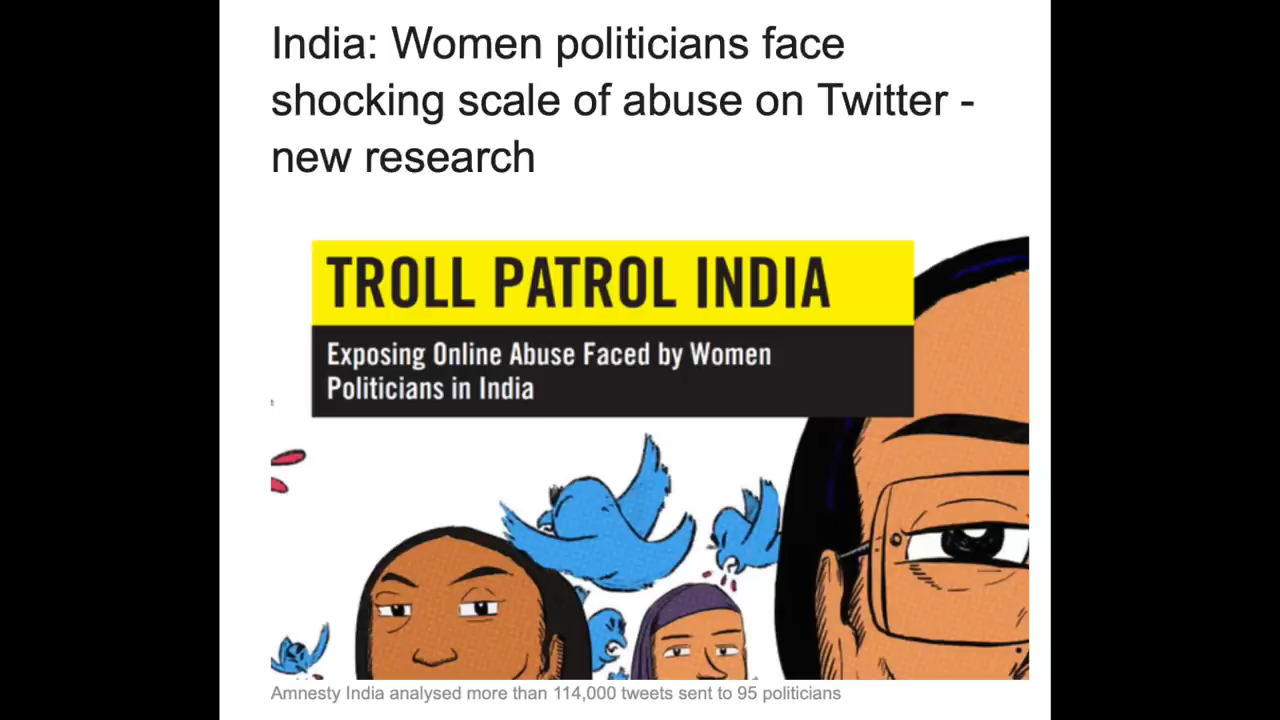 India: Women politicians face
shocking scale of abuse on Twitter -
new research
TROLL PATROL INDIA
Exposing Online Abuse Faced by Women
Politicians in India
Amnesty India analysed more than 114,000 tweets sent to 95 politicians